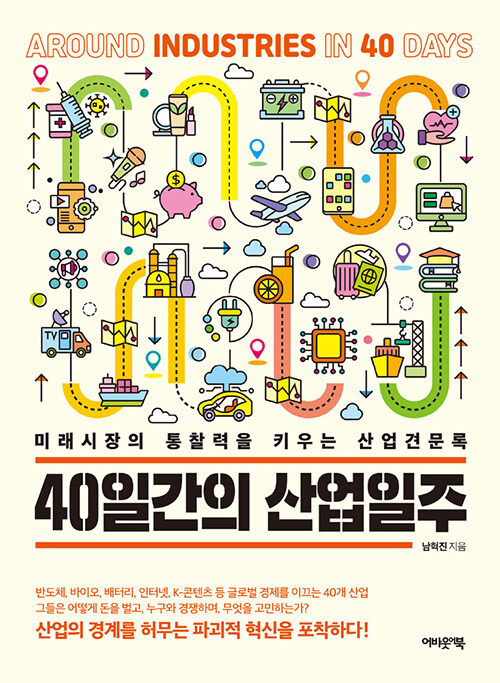 AROUND INDUSTRIES IN 40 DAYS
$
TV
미래시장의 통찰력을 키우는 산업견문록
40일간의 산업일주
남혁진 지음
반도체, 바이오, 배터리, 인터넷, K-콘텐츠 등 글로벌 경제를 이끄는 40개 산업
그들은 어떻게 돈을 벌고, 누구와 경쟁하며, 무엇을 고민하는가?
산업의 경계를 허무는 파괴적 혁신을 포착하다!
어바웃어북